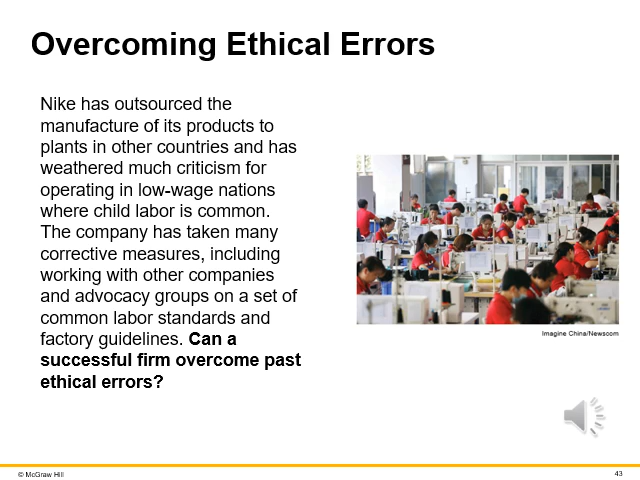 Overcoming Ethical Errors
Nike has outsourced the
manufacture of its products to
plants in other countries and has
weathered much criticism for
operating in low-wage nations
where child labor is common.
The company has taken many
corrective measures, including
working with other companies
and advocacy groups on a set of
common labor standards and
factory guidelines. Can a
successful firm overcome past
ethical errors?
Imagine China/Newscom
© McGraw Hill
43